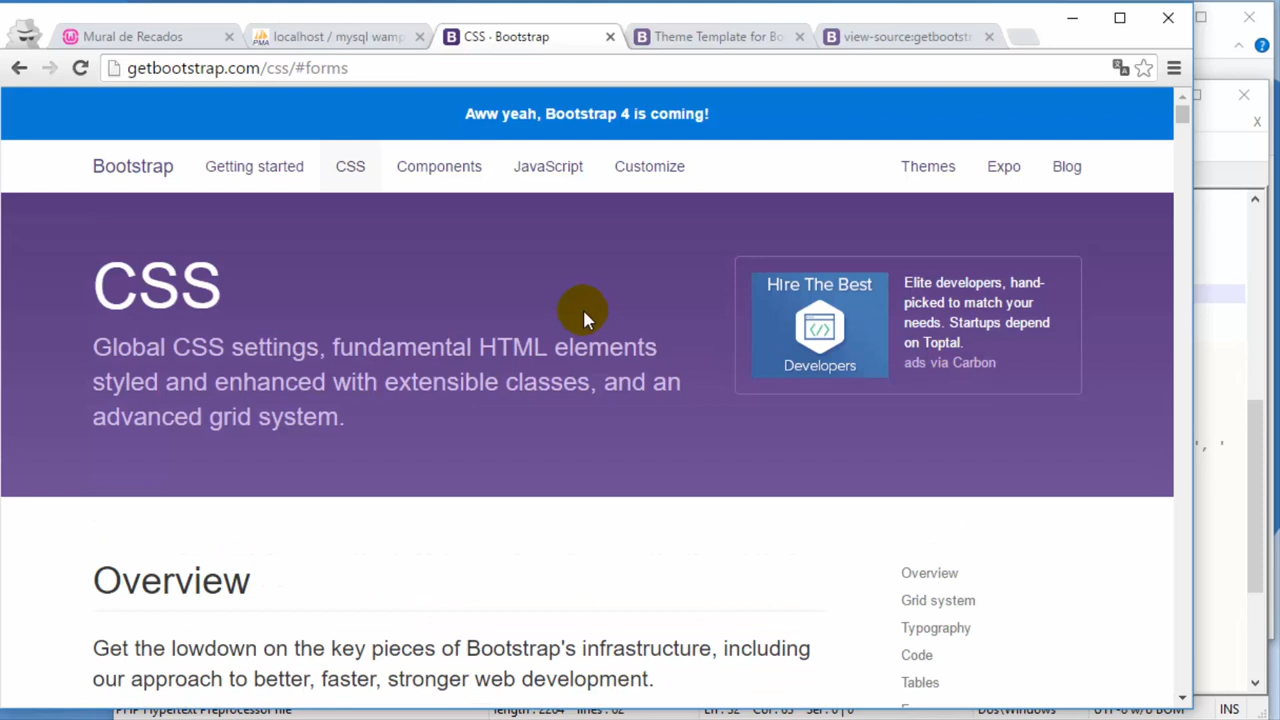 Mural de Recados
localhost / mysql wamp
CSS · Bootstrap
Theme Template for Bo
view-source:getbootstr
getbootstrap.com/css/#forms
Aww yeah, Bootstrap 4 is coming!
Bootstrap
Getting started
CSS
Components
JavaScript
Customize
Themes
Expo
Blog
CSS
Global CSS settings, fundamental HTML elements
styled and enhanced with extensible classes, and an
advanced grid system.
Hire The Best
Developers
Elite developers, hand-
picked to match your
needs. Startups depend
on Toptal.
ads via Carbon
Overview
Get the lowdown on the key pieces of Bootstrap's infrastructure, including
our approach to better, faster, stronger web development.
Overview
Grid system
Typography
Code
Tables
INS